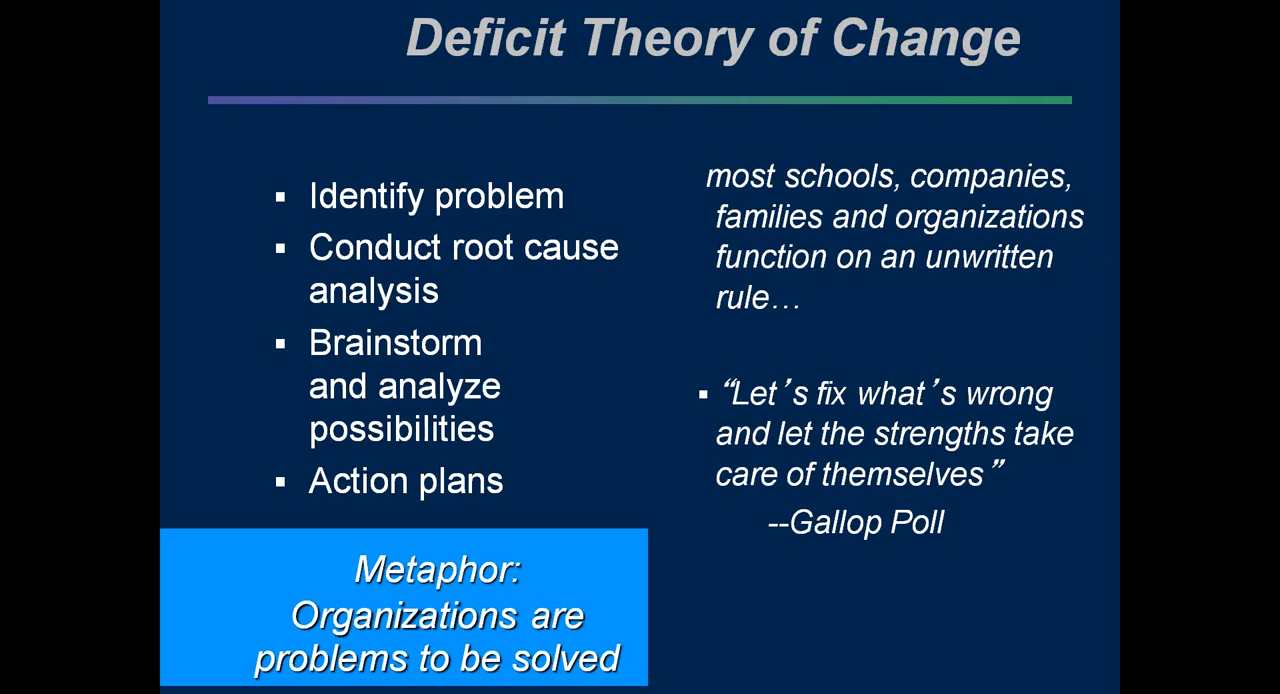 Deficit Theory of Change
▪ Identify problem
▪ Conduct root cause
analysis
▪ Brainstorm
and analyze
possibilities
▪ Action plans
Metaphor:
Organizations are
problems to be solved
most schools, companies,
families and organizations
function on an unwritten
rule…
▪ “Let’s fix what’s wrong
and let the strengths take
care of themselves”
--Gallop Poll